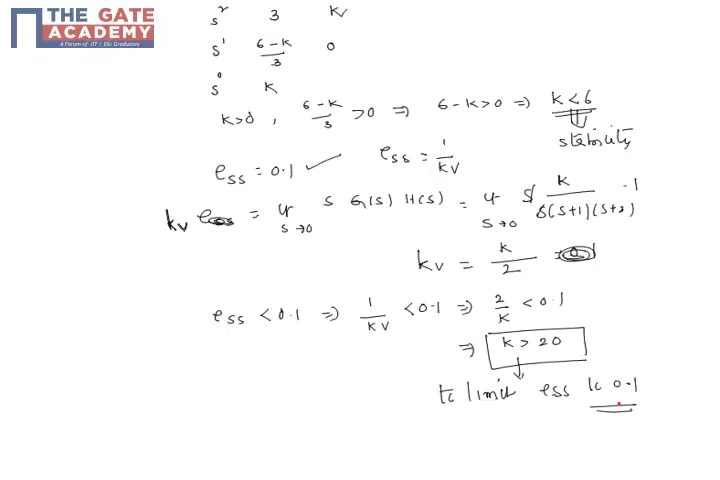 THE GATE
ACADEMY
A Forum of IIT / IISc Graduates
s² 3 K
s¹ (6-K)/3 0
s⁰ K
K>0, (6-K)/3 >0 ⇒ 6-K>0 ⇒ K<6
stability
ess = 0.1 ✓ ess = 1/KV
KV = lt s→0 s G(s) H(s) = lt s→0 s K/(s(s+1)(s+2)) · 1
KV = K/2
ess < 0.1 ⇒ 1/KV < 0.1 ⇒ 2/K < 0.1
⇒ K > 20
to limit ess to 0.1